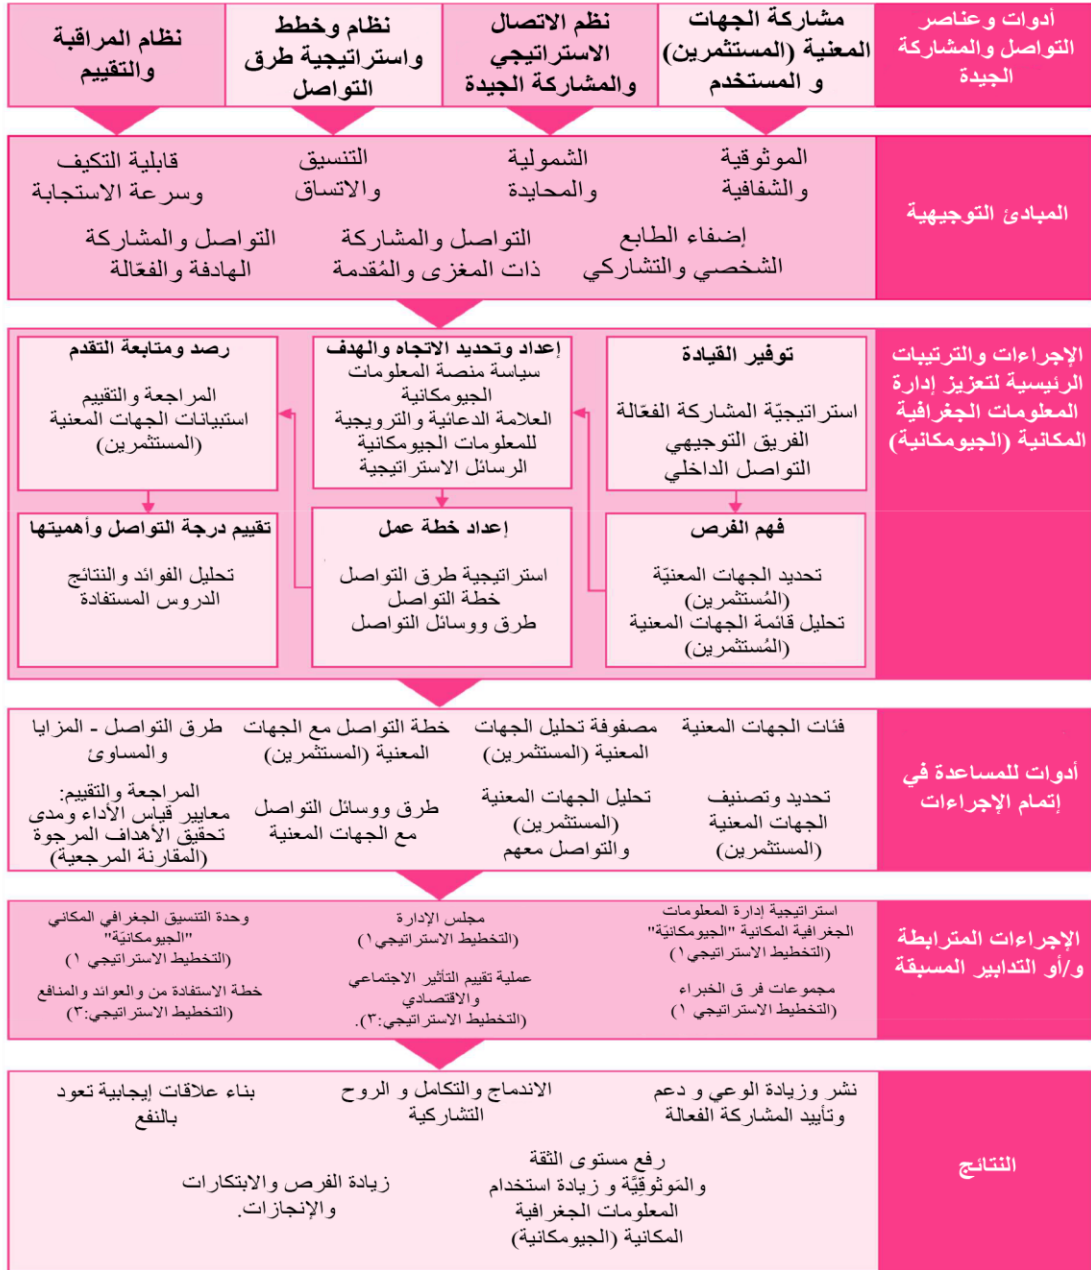 أدوات وعناصر
التواصل والمشاركة
الجيدة
مشاركة الجهات
المعنية (المستثمرين)
و المستخدم
نظم الاتصال
الاستراتيجي
والمشاركة الجيدة
نظام وخطط
واستراتيجية طرق
التواصل
نظام المراقبة
والتقييم
المبادئ التوجيهية
الموثوقية
والشفافية
الشمولية
والمحايدة
التنسيق
والاتساق
قابلية التكيف
وسرعة الاستجابة
إضفاء الطابع
الشخصي والتشاركي
التواصل والمشاركة
ذات المغزى والمُقدمة
التواصل والمشاركة
الهادفة والفعّالة
الإجراءات والترتيبات
الرئيسية لتعزيز إدارة
المعلومات الجغرافية
المكانية (الجيومكانية)
توفير القيادة
استراتيجيّة المشاركة الفعّالة
الفريق التوجيهي
التواصل الداخلي
فهم الفرص
تحديد الجهات المعنيّة
(المُستثمرين)
تحليل قائمة الجهات المعنية
(المُستثمرين)
إعداد وتحديد الاتجاه والهدف
سياسة منصة المعلومات
الجيومكانية
العلامة الدعائية والترويجية
للمعلومات الجيومكانية
الرسائل الاستراتيجية
إعداد خطة عمل
استراتيجية طرق التواصل
خطة التواصل
طرق ووسائل التواصل
رصد ومتابعة التقدم
المراجعة والتقييم
استبيانات الجهات المعنية
(المستثمرين)
تقييم درجة التواصل وأهميتها
تحليل الفوائد والنتائج
الدروس المستفادة
أدوات للمساعدة في
إتمام الإجراءات
فئات الجهات المعنية
مصفوفة تحليل الجهات
المعنية (المستثمرين)
خطة التواصل مع الجهات
المعنية (المستثمرين)
طرق التواصل - المزايا
والمساوئ
تحديد وتصنيف
الجهات المعنية
(المستثمرين)
تحليل الجهات المعنية
(المستثمرين)
والتواصل معهم
طرق ووسائل التواصل
مع الجهات المعنية
المراجعة والتقييم:
معايير قياس الأداء ومدى
تحقيق الأهداف المرجوة
(المقارنة المرجعية)
الإجراءات المترابطة
و/أو التدابير المسبقة
استراتيجية إدارة المعلومات
الجغرافية المكانية "الجيومكانيّة"
(التخطيط الاستراتيجي١)
مجلس الإدارة
(التخطيط الاستراتيجي١)
وحدة التنسيق الجغرافي المكاني
"الجيومكانيّة"
(التخطيط الاستراتيجي ١)
مجموعات فر ق الخبراء
(التخطيط الاستراتيجي ١)
عملية تقييم التأثير الاجتماعي
والاقتصادي
(التخطيط الاستراتيجي:٣).
خطة الاستفادة من والعوائد والمنافع
(التخطيط الاستراتيجي:٣)
النتائج
نشر وزيادة الوعي و دعم
وتأييد المشاركة الفعالة
الاندماج والتكامل و الروح
التشاركية
بناء علاقات إيجابية تعود
بالنفع
رفع مستوى الثقة
والمَوثوقِيَّة و زيادة استخدام
المعلومات الجغرافية
المكانية (الجيومكانية)
زيادة الفرص والابتكارات
والإنجازات.